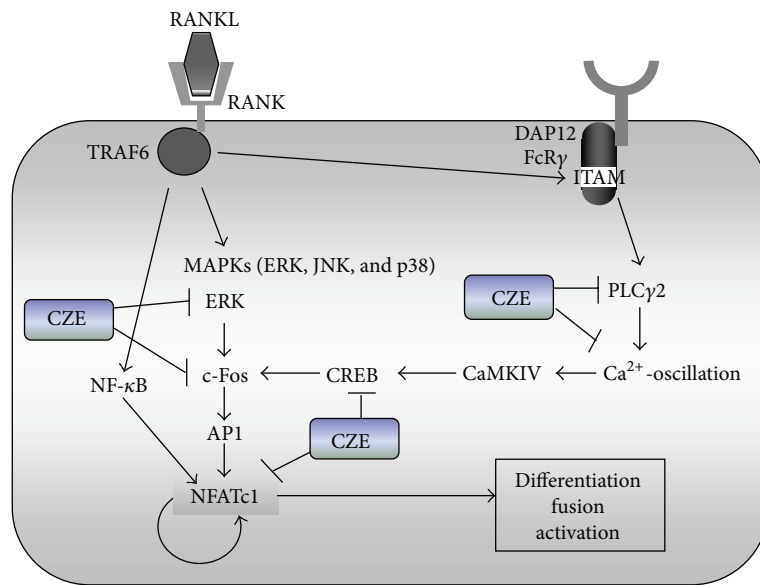 RANKL
RANK
TRAF6
DAP12
FcRγ
ITAM
MAPKs (ERK, JNK, and p38)
CZE
ERK
CZE
PLCγ2
NF-κB
c-Fos
CREB
CaMKIV
Ca²⁺-oscillation
AP1
CZE
NFATc1
Differentiation
fusion
activation